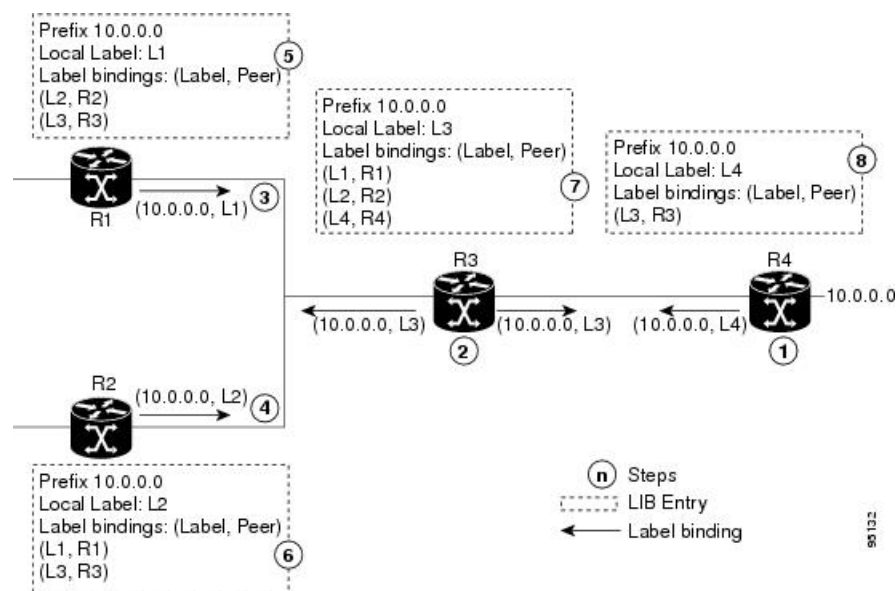 Prefix 10.0.0.0
Local Label: L1
Label bindings: (Label, Peer)
(L2, R2)
(L3, R3)
5
R1
(10.0.0.0, L1)
3
Prefix 10.0.0.0
Local Label: L3
Label bindings: (Label, Peer)
(L1, R1)
(L2, R2)
(L4, R4)
7
Prefix 10.0.0.0
Local Label: L4
Label bindings: (Label, Peer)
(L3, R3)
8
R3
R4
10.0.0.0
(10.0.0.0, L3)
(10.0.0.0, L3)
(10.0.0.0, L4)
2
1
R2
(10.0.0.0, L2)
4
Prefix 10.0.0.0
Local Label: L2
Label bindings: (Label, Peer)
(L1, R1)
(L3, R3)
6
n Steps
LIB Entry
Label binding
95132